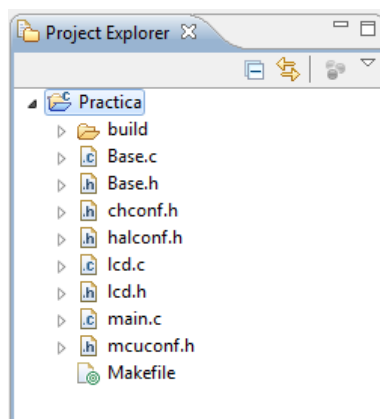 Project Explorer
Practica
build
Base.c
Base.h
chconf.h
halconf.h
lcd.c
lcd.h
main.c
mcuconf.h
Makefile